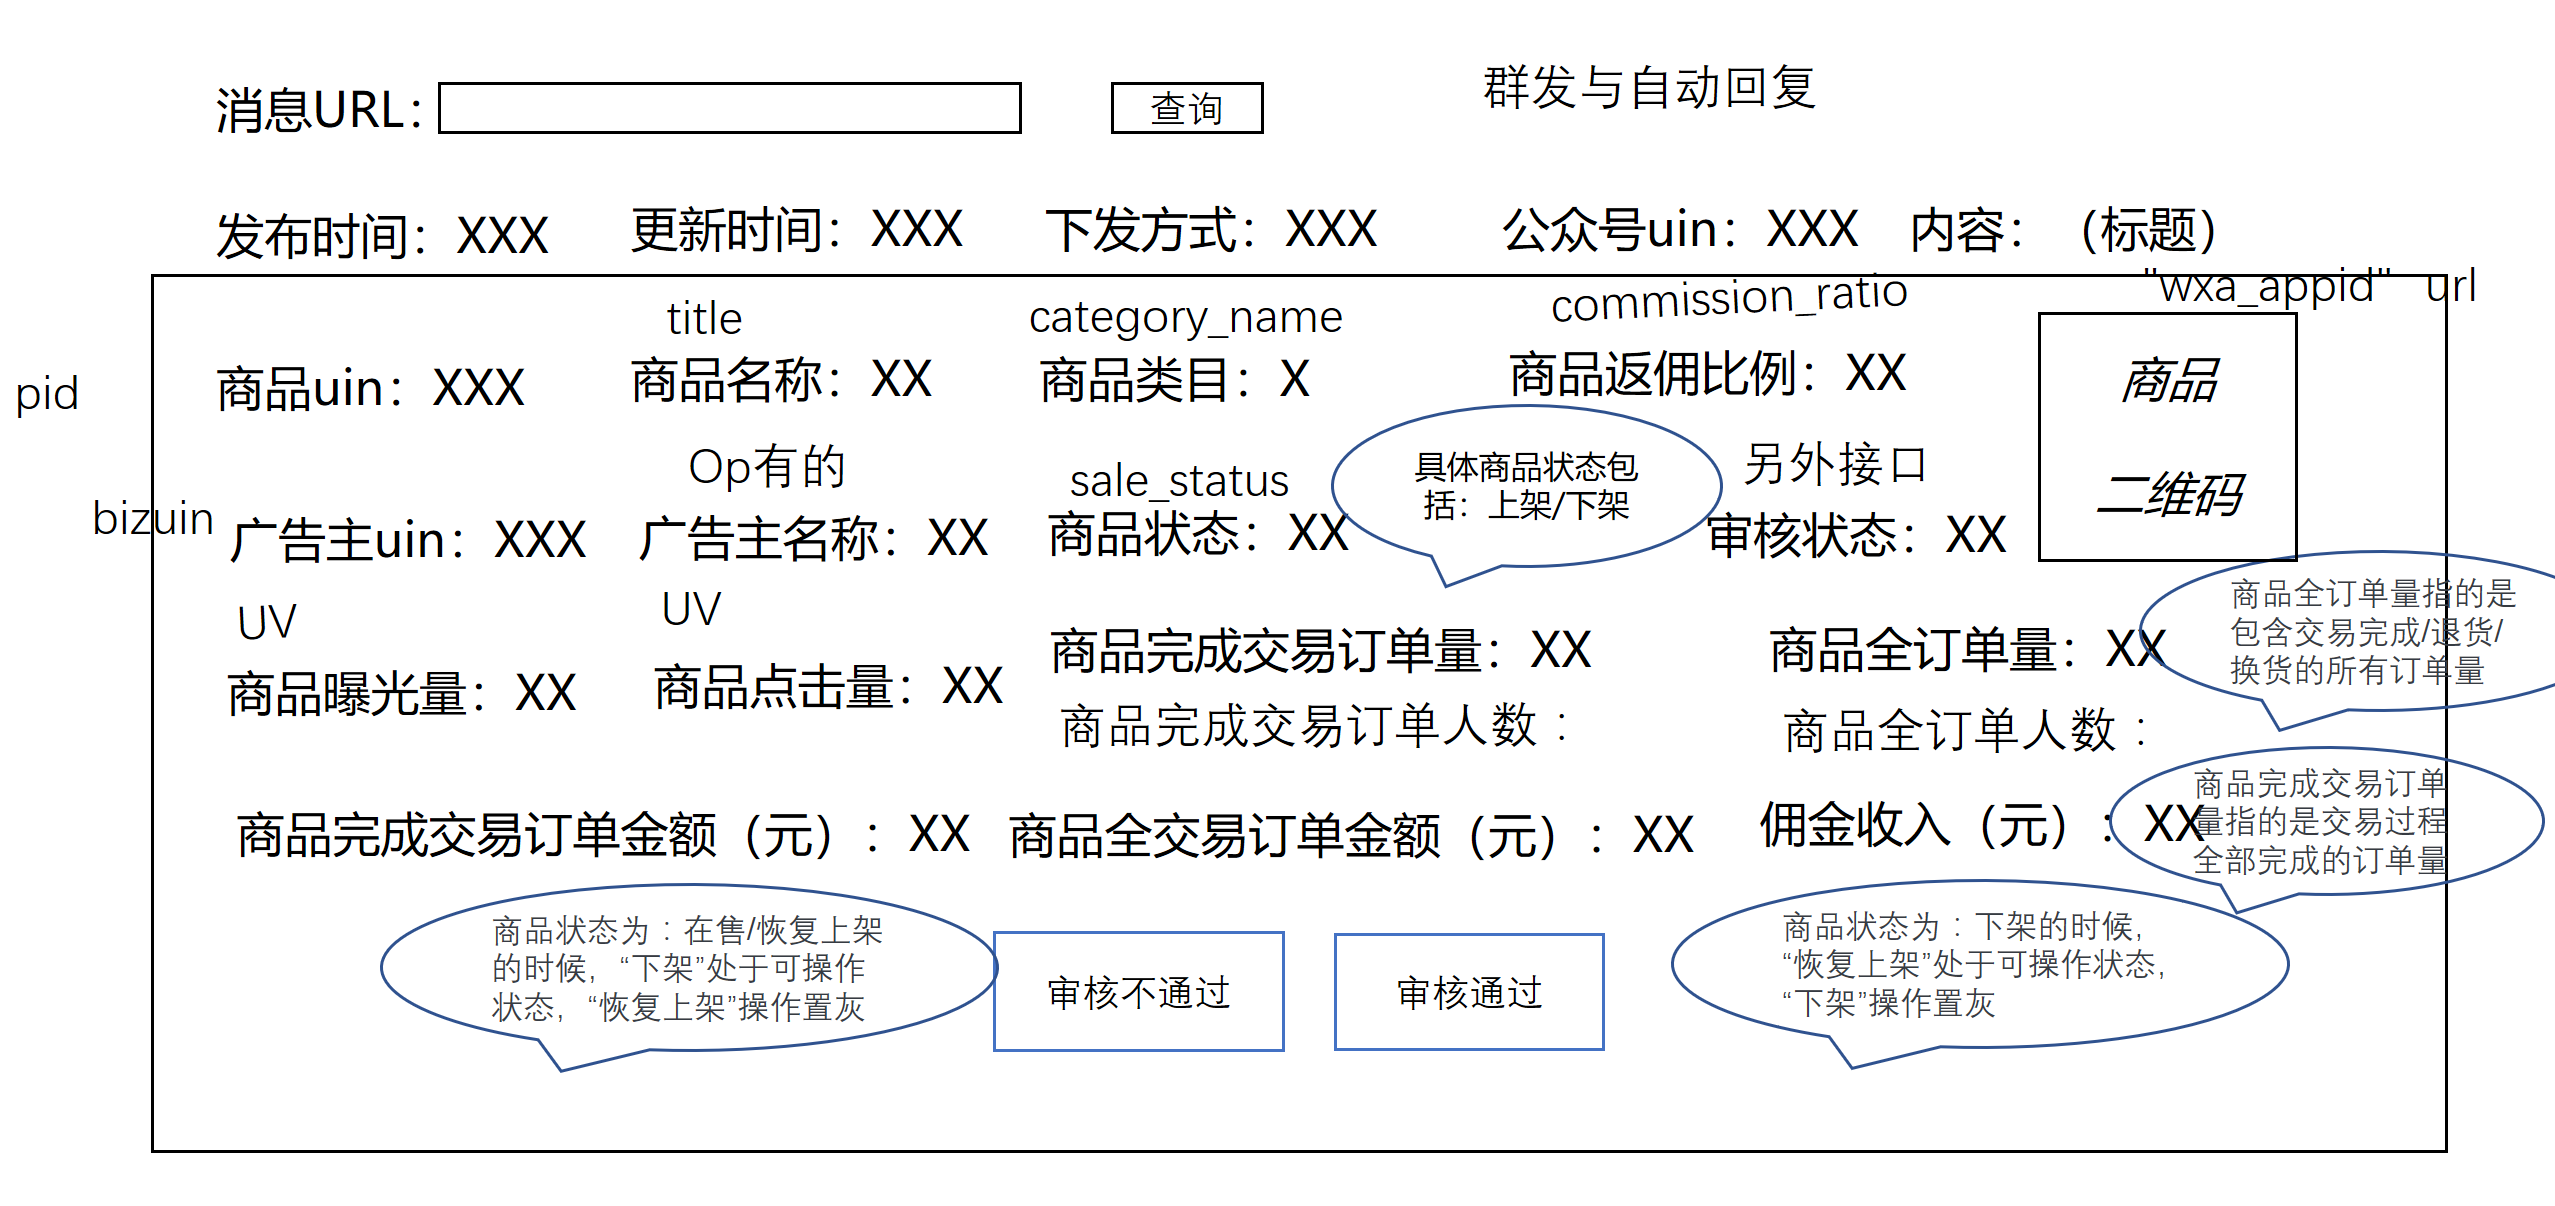 消息URL： 查询 群发与自动回复
发布时间：XXX 更新时间：XXX 下发方式：XXX 公众号uin：XXX 内容：（标题）
"wxa_appid" url
title category_name commission_ratio
pid 商品uin：XXX 商品名称：XX 商品类目：X 商品返佣比例：XX
商品
二维码
Op有的 sale_status 另外接口
具体商品状态包
括：上架/下架
bizuin 广告主uin：XXX 广告主名称：XX 商品状态：XX 审核状态：XX
UV UV
商品曝光量：XX 商品点击量：XX 商品完成交易订单量：XX 商品全订单量：XX
商品全订单量指的是
包含交易完成/退货/
换货的所有订单量
商品完成交易订单人数： 商品全订单人数：
商品完成交易订单金额（元）：XX 商品全交易订单金额（元）：XX 佣金收入（元）：XX
商品完成交易订单
量指的是交易过程
全部完成的订单量
商品状态为：在售/恢复上架
的时候，“下架”处于可操作
状态，“恢复上架”操作置灰
审核不通过 审核通过
商品状态为：下架的时候，
“恢复上架”处于可操作状态，
“下架”操作置灰